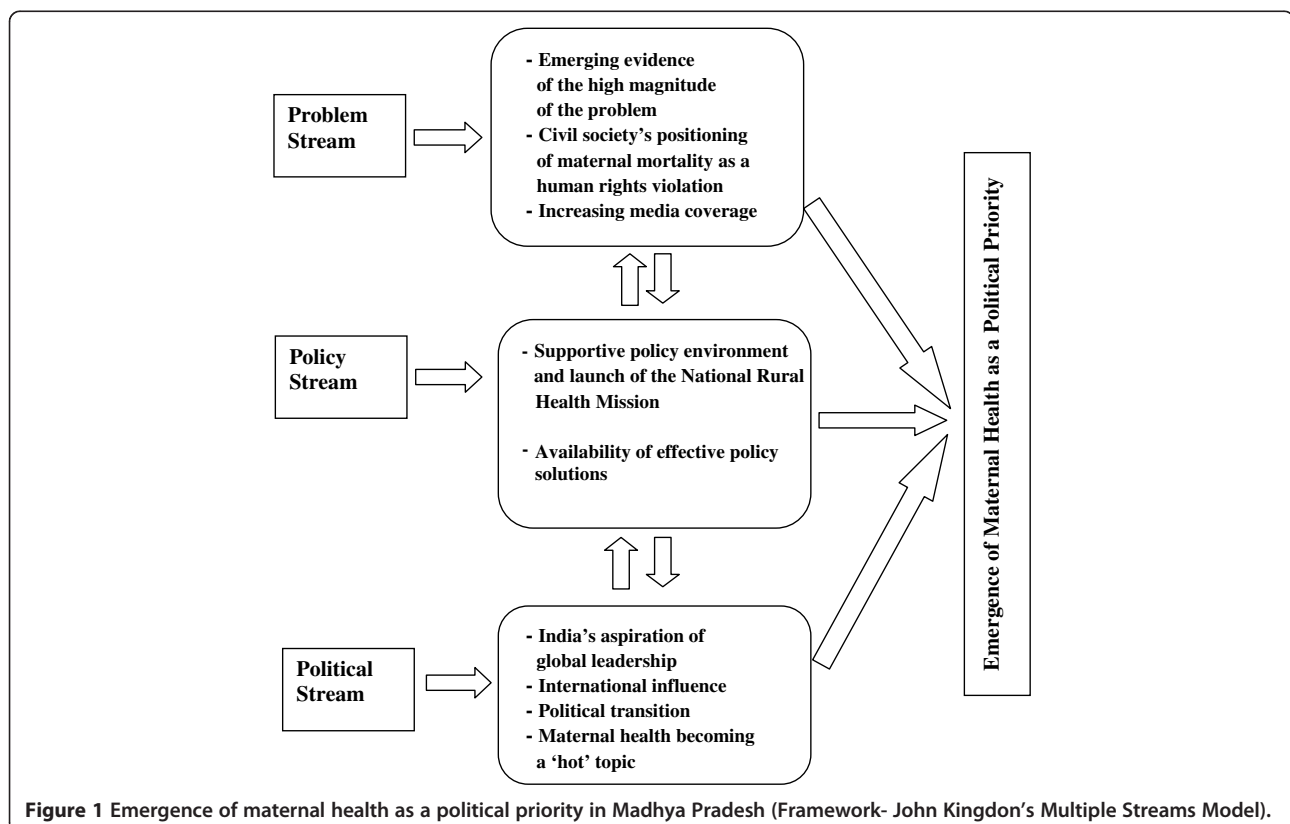 Problem
Stream
- Emerging evidence
of the high magnitude
of the problem
- Civil society’s positioning
of maternal mortality as a
human rights violation
- Increasing media coverage
Policy
Stream
- Supportive policy environment
and launch of the National Rural
Health Mission
- Availability of effective policy
solutions
Political
Stream
- India’s aspiration of
global leadership
- International influence
- Political transition
- Maternal health becoming
a ‘hot’ topic
Emergence of Maternal Health as a Political Priority
Figure 1 Emergence of maternal health as a political priority in Madhya Pradesh (Framework- John Kingdon’s Multiple Streams Model).